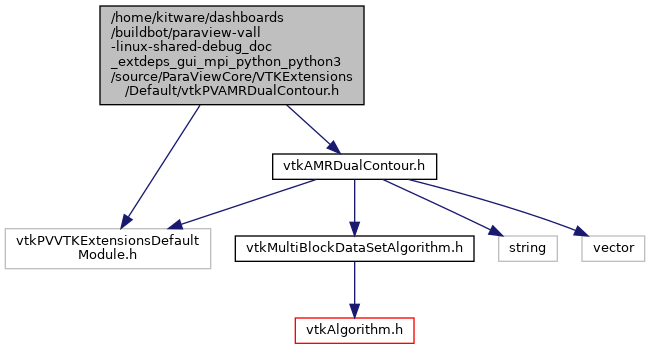 /home/kitware/dashboards
/buildbot/paraview-vall
-linux-shared-debug_doc
_extdeps_gui_mpi_python_python3
/source/ParaViewCore/VTKExtensions
/Default/vtkPVAMRDualContour.h
vtkAMRDualContour.h
vtkPVVTKExtensionsDefault
Module.h
vtkMultiBlockDataSetAlgorithm.h
string
vector
vtkAlgorithm.h